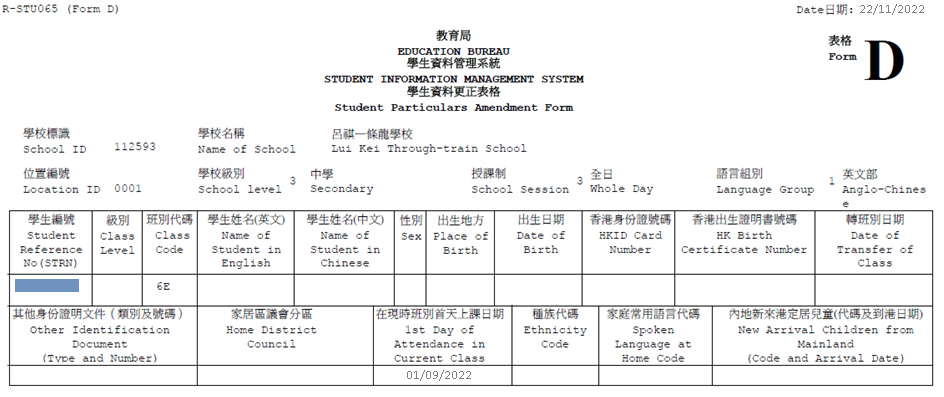 R-STU065 (Form D) Date日期: 22/11/2022
教育局
EDUCATION BUREAU
學生資料管理系統
STUDENT INFORMATION MANAGEMENT SYSTEM
學生資料更正表格
Student Particulars Amendment Form
表格
Form D
學校標識 學校名稱 呂祺一條龍學校
School ID 112593 Name of School Lui Kei Through-train School
位置編號 學校級別 3 中學 授課制 3 全日 語言組別 1 英文部
Location ID 0001 School level Secondary School Session Whole Day Language Group Anglo-Chines
e
學生編號 級別 班別代碼 學生姓名(英文) 學生姓名(中文) 性別 出生地方 出生日期 香港身份證號碼 香港出生證明書號碼 轉班別日期
Student Class Class Name of Name of Sex Place of Date of HKID Card HK Birth Date of
Reference Level Code Student in Student in Birth Birth Number Certificate Number Transfer of
No(STRN) English Chinese Class
6E
其他身份證明文件(類別及號碼) 家居區議會分區 在現時班別首天上課日期 種族代碼 家庭常用語言代碼 內地新來港定居兒童(代碼及到港日期)
Other Identification Home District 1st Day of Ethnicity Spoken New Arrival Children from
Document Council Attendance in Code Language at Mainland
(Type and Number) Current Class Home Code (Code and Arrival Date)
01/09/2022